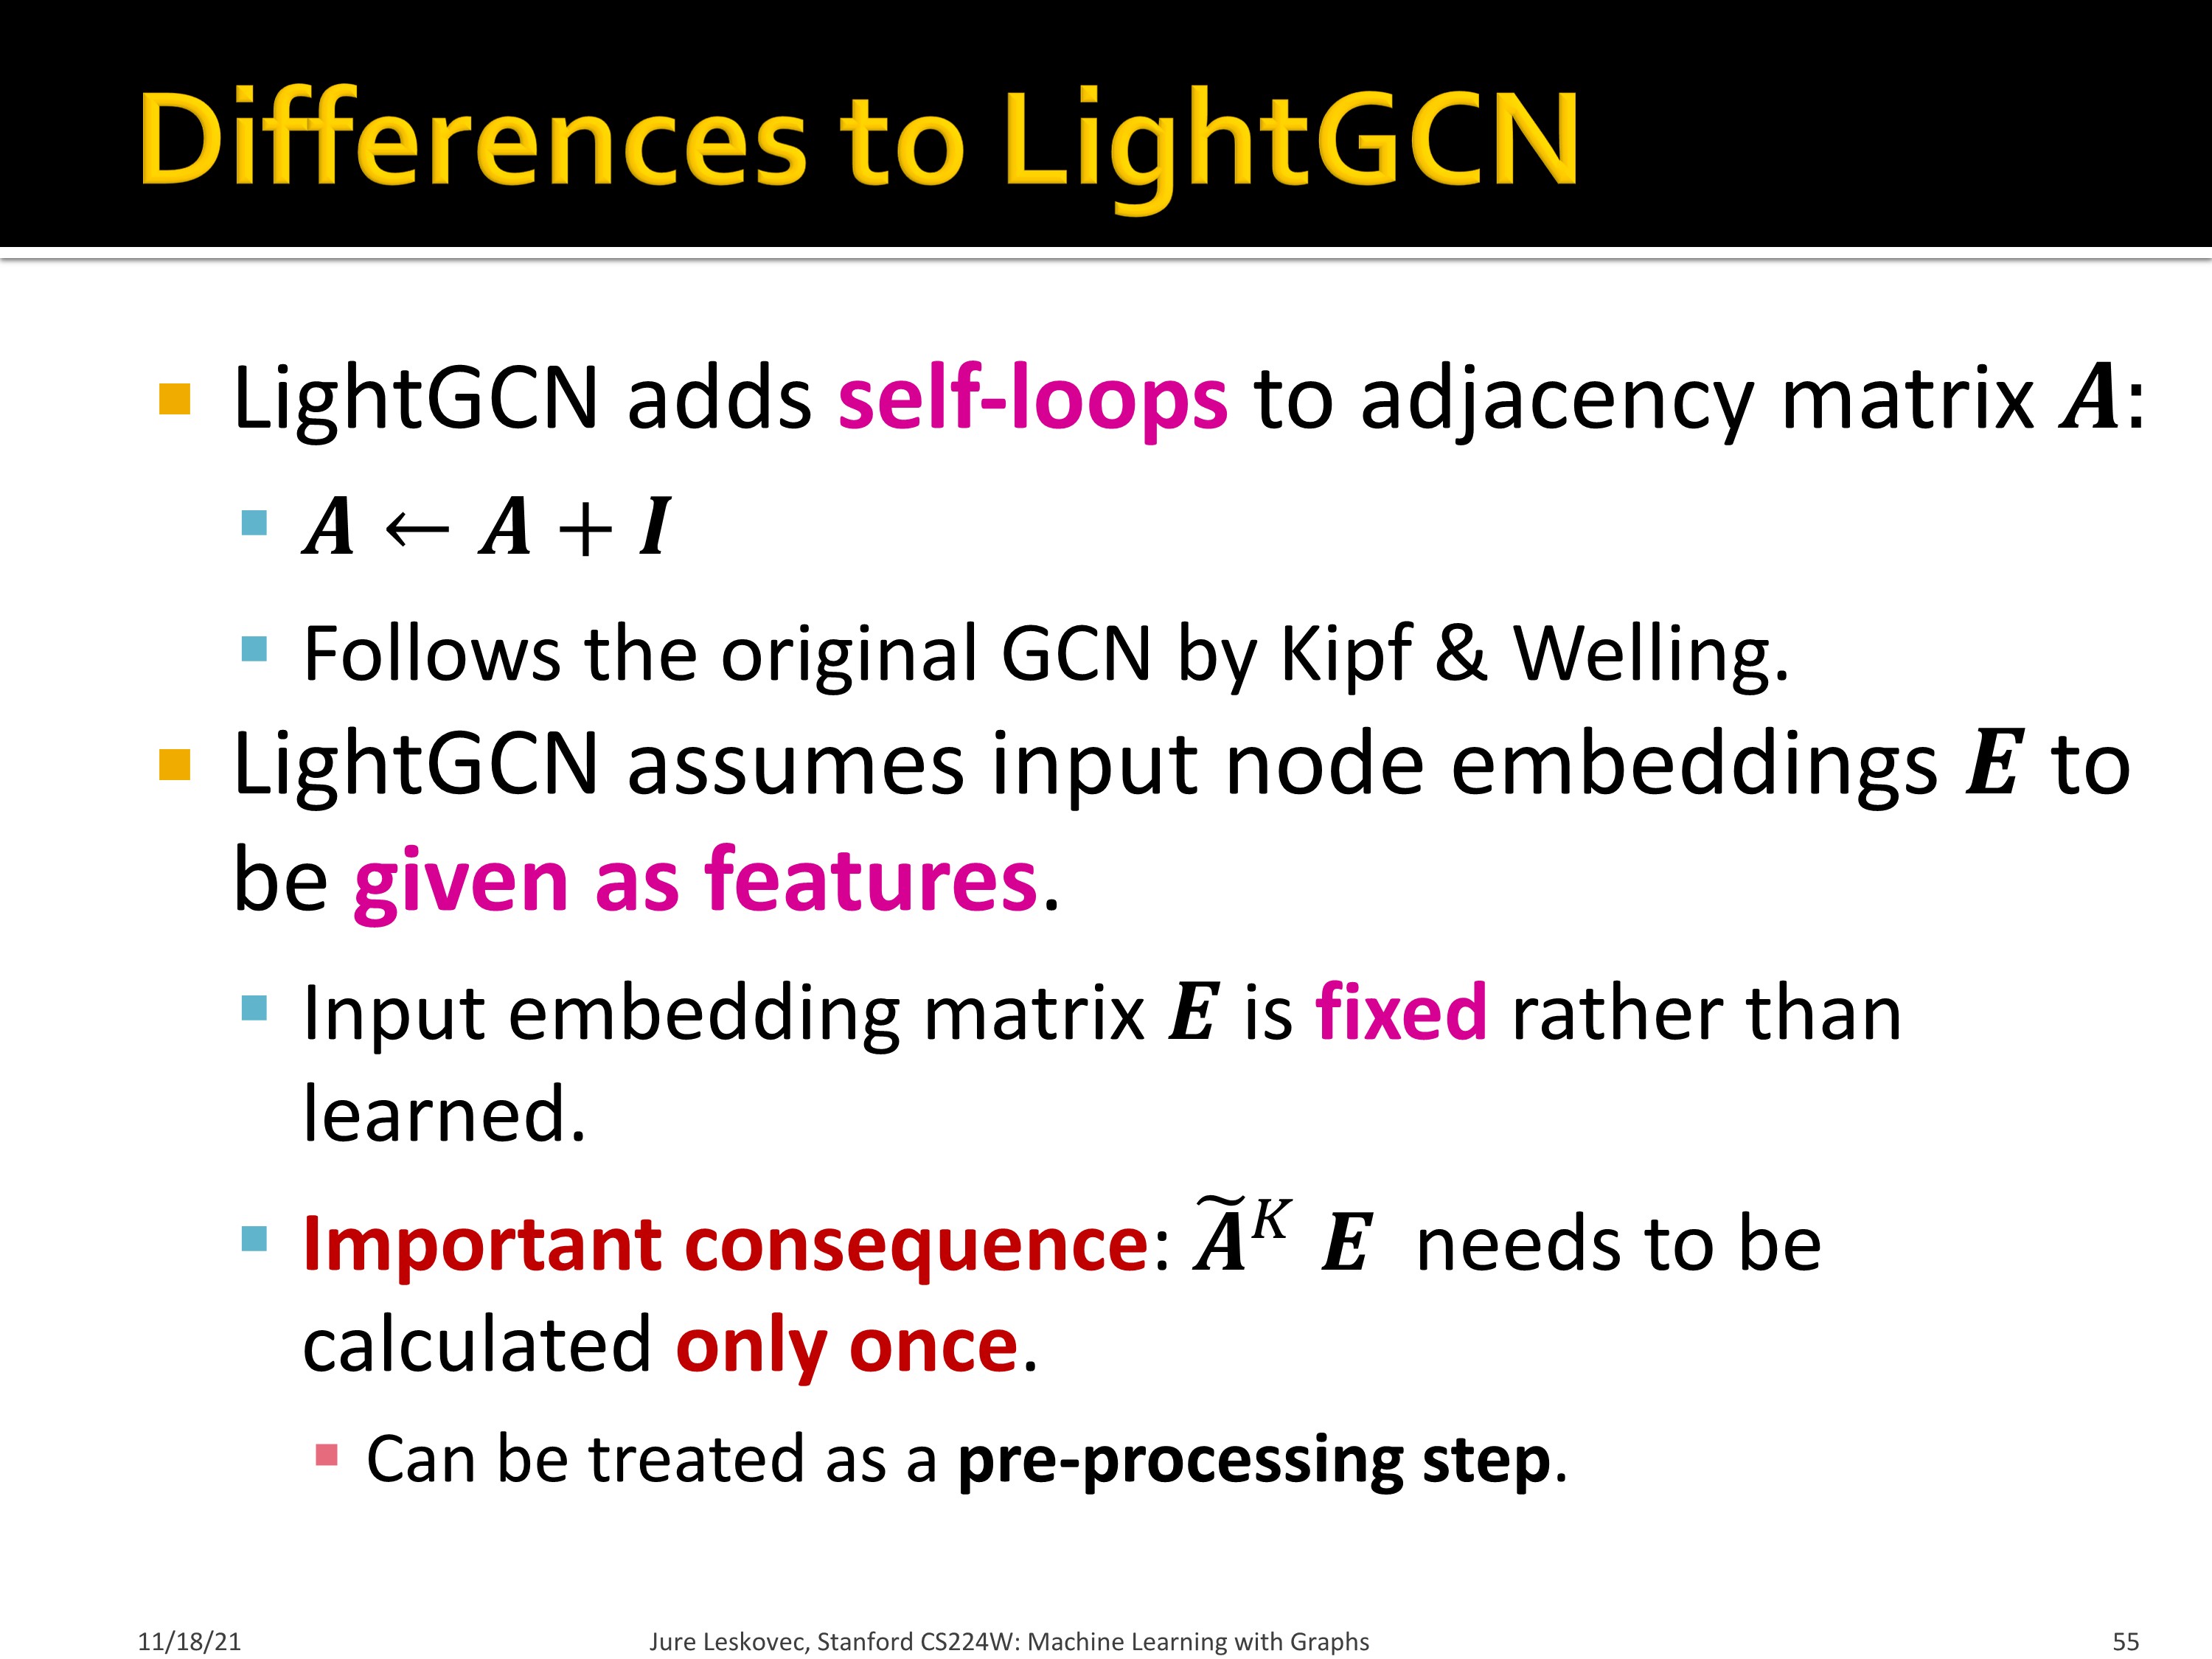 Differences to LightGCN
LightGCN adds self-loops to adjacency matrix A:
A ← A + I
Follows the original GCN by Kipf & Welling.
LightGCN assumes input node embeddings E to
be given as features.
Input embedding matrix E is fixed rather than
learned.
Important consequence: Ã^K E needs to be
calculated only once.
Can be treated as a pre-processing step.
11/18/21
Jure Leskovec, Stanford CS224W: Machine Learning with Graphs
55